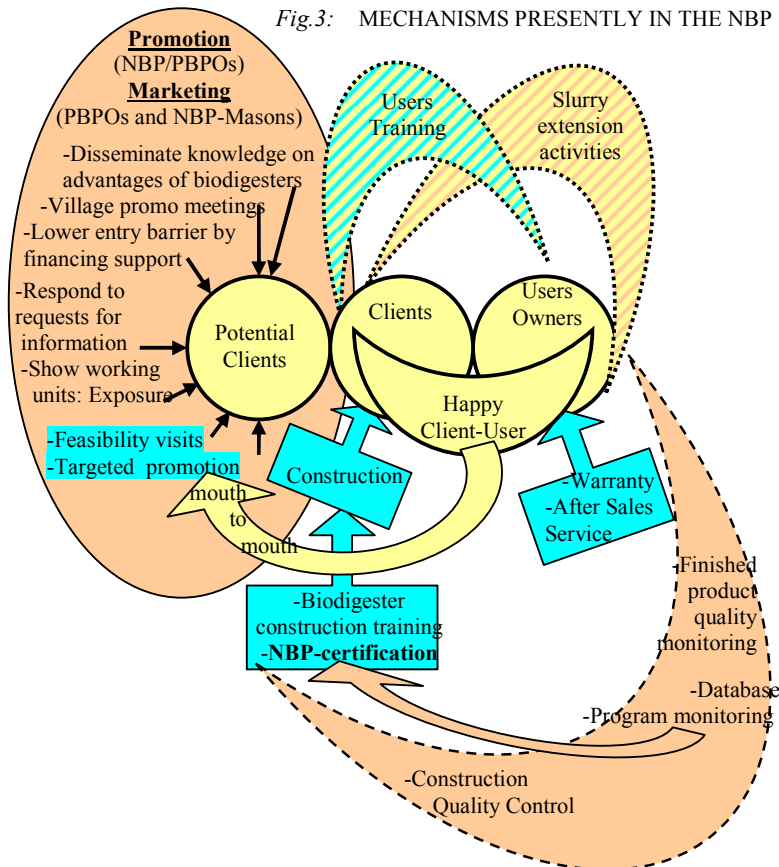 Fig.3: MECHANISMS PRESENTLY IN THE NBP
Promotion
(NBP/PBPOs)
Marketing
(PBPOs and NBP-Masons)
-Disseminate knowledge on
advantages of biodigesters
-Village promo meetings
-Lower entry barrier by
financing support
-Respond to
requests for
information
-Show working
units: Exposure
-Feasibility visits
-Targeted promotion
Users
Training
Slurry
extension
activities
Potential
Clients
Clients
Users
Owners
Happy
Client-User
Construction
-Warranty
-After Sales
Service
mouth
to
mouth
-Biodigester
construction training
-NBP-certification
-Finished
product
quality
monitoring
-Database
-Program monitoring
-Construction
Quality Control